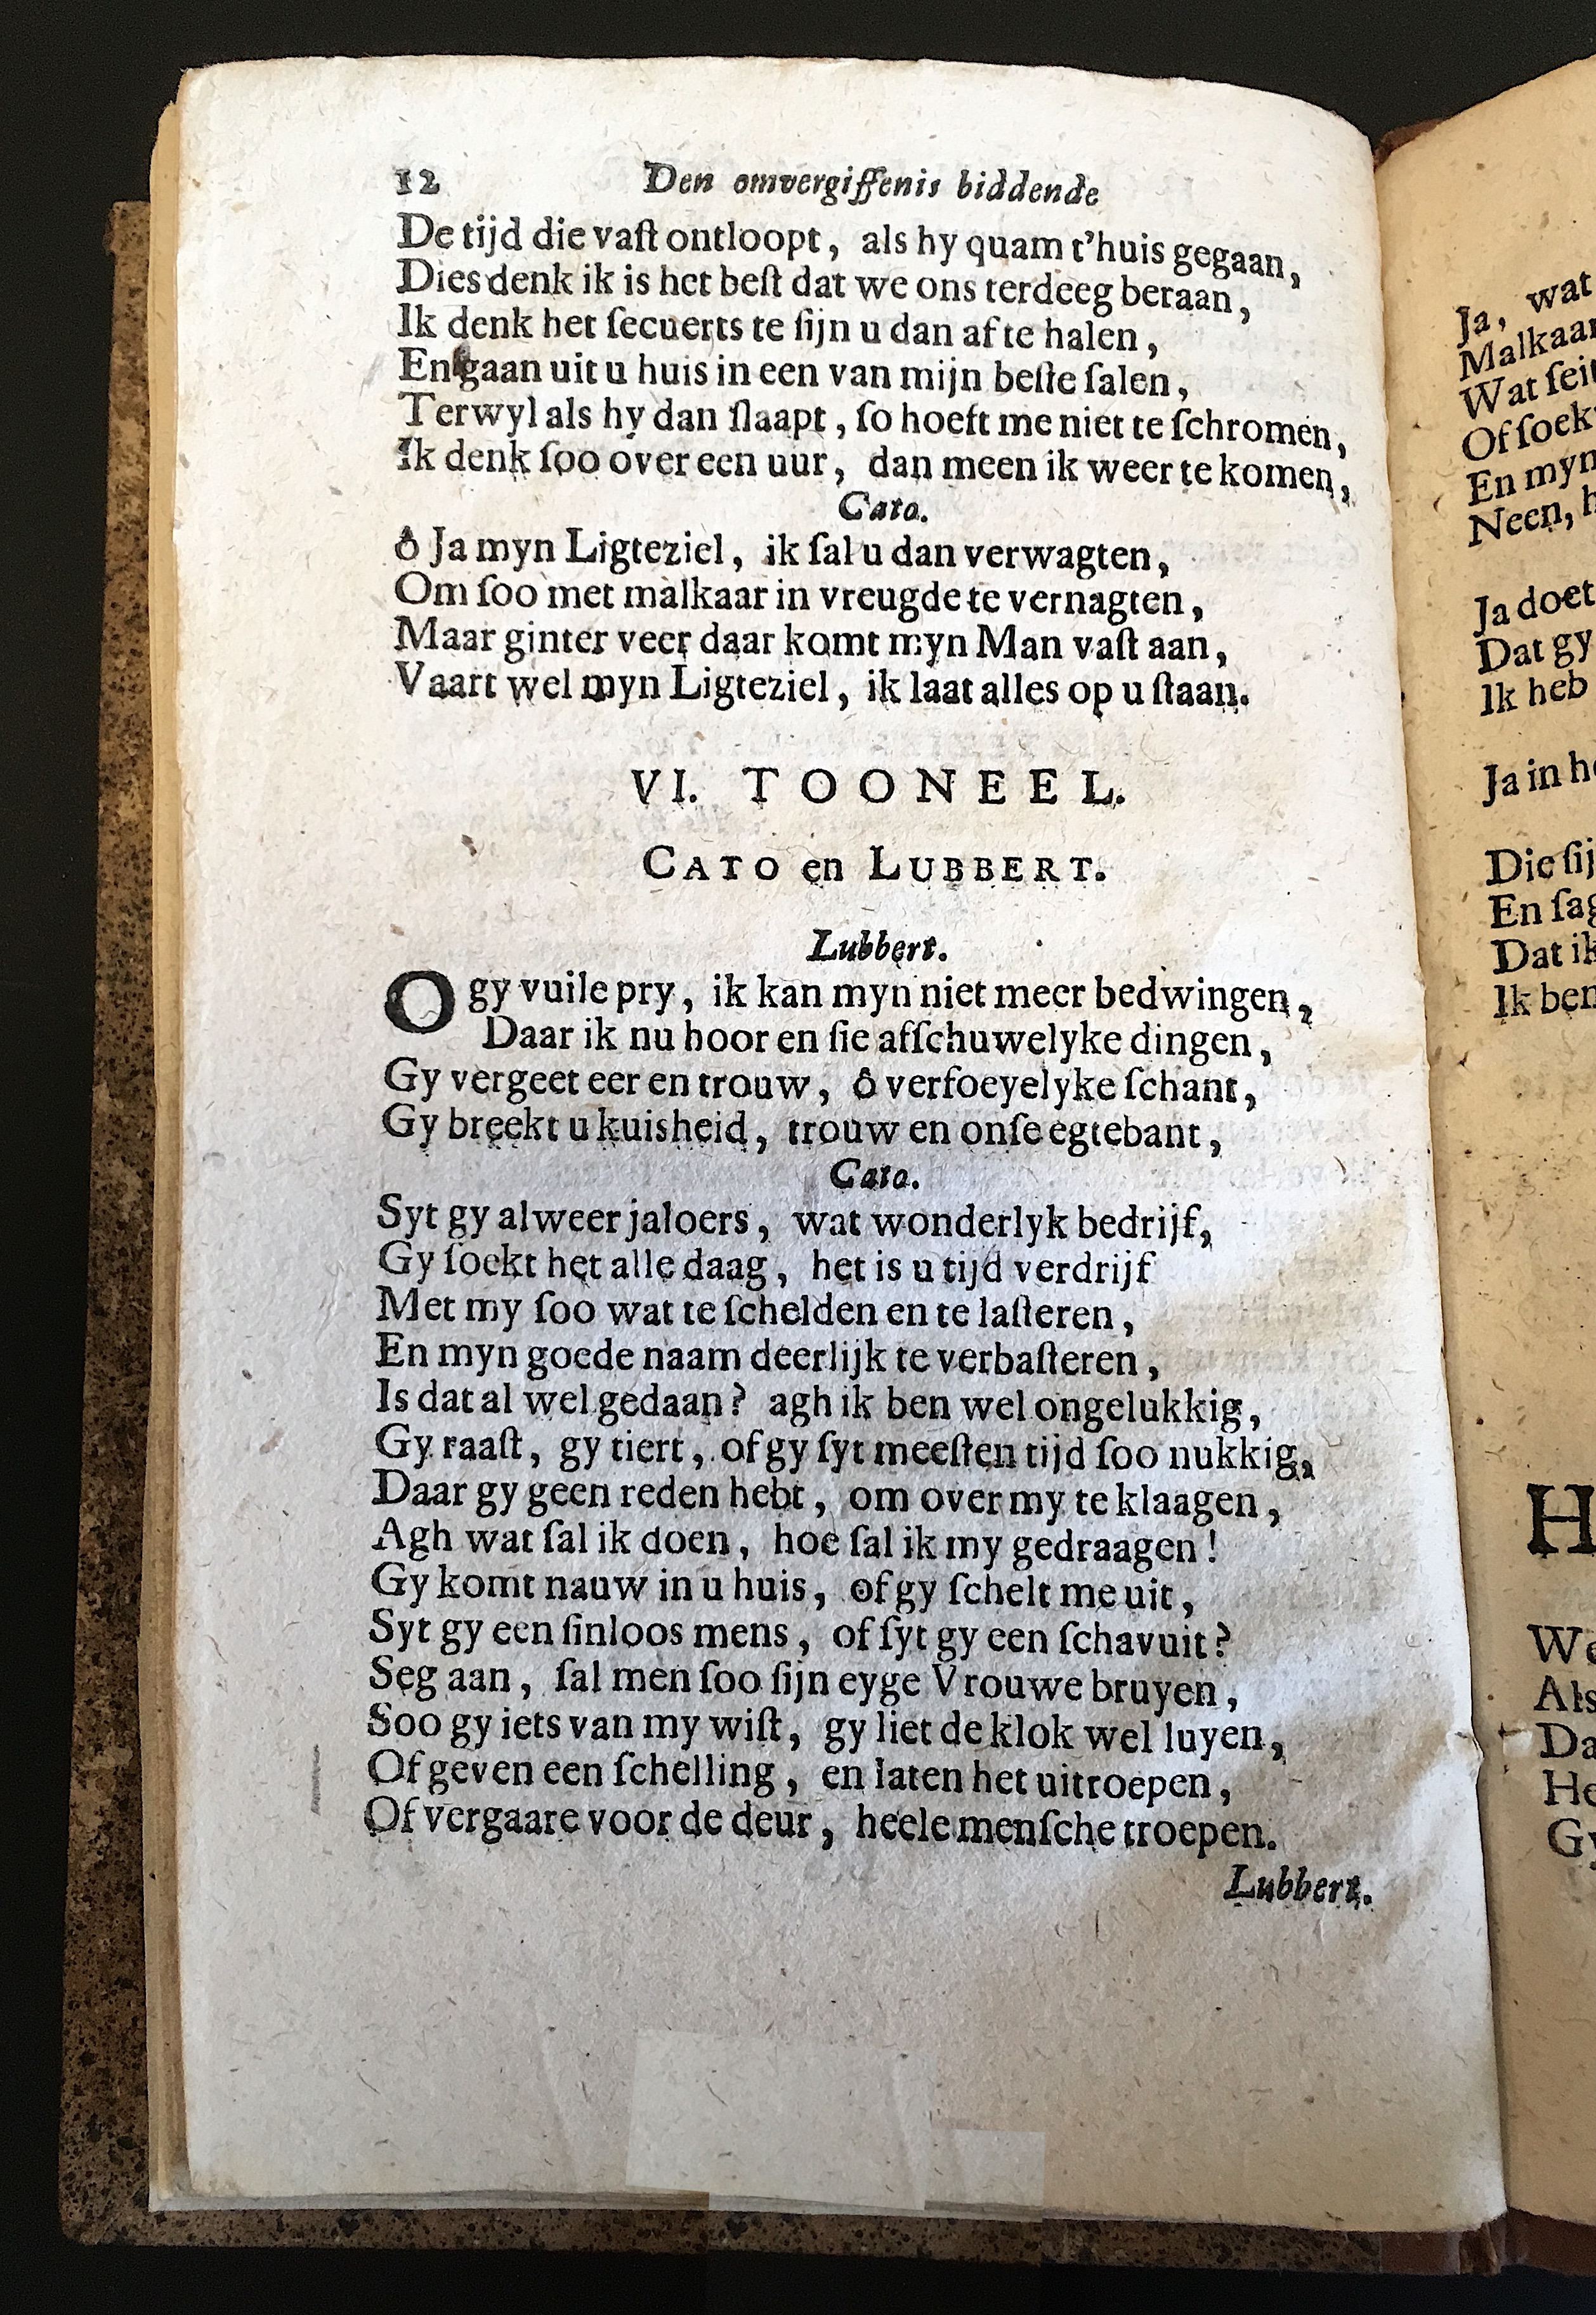 12 Den omvergiffenis biddende
De tijd die vaſt ontloopt, als hy quam t'huis gegaan,
Dies denk ik is het beſt dat we ons terdeeg beraan,
Ik denk het ſecuerts te ſijn u dan af te halen,
En gaan uit u huis in een van mijn beſte ſalen,
Terwyl als hy dan ſlaapt, ſo hoeft me niet te ſchromen,
Ik denk ſoo over een uur, dan meen ik weer te komen,
Cato.
ô Ja myn Ligteziel, ik ſal u dan verwagten,
Om ſoo met malkaar in vreugde te vernagten,
Maar ginter veer daar komt myn Man vaſt aan,
Vaart wel myn Ligteziel, ik laat alles op u ſtaan.
VI. TOONEEL.
CATO en LUBBERT.
Lubbert.
O gy vuile pry, ik kan myn niet meer bedwingen,
Daar ik nu hoor en ſie afſchuwelyke dingen,
Gy vergeet eer en trouw, ô verfoeyelyke ſchant,
Gy breekt u kuisheid, trouw en onſe egtebant,
Cato.
Syt gy alweer jaloers, wat wonderlyk bedrijf,
Gy ſoekt het alle daag, het is u tijd verdrijf
Met my ſoo wat te ſchelden en te laſteren,
En myn goede naam deerlijk te verbaſteren,
Is dat al wel gedaan? agh ik ben wel ongelukkig,
Gy raaſt, gy tiert, of gy ſyt meeſten tijd ſoo nukkig,
Daar gy geen reden hebt, om over my te klaagen,
Agh wat ſal ik doen, hoe ſal ik my gedraagen!
Gy komt nauw in u huis, of gy ſchelt me uit,
Syt gy een ſinloos mens, of ſyt gy een ſchavuit?
Seg aan, ſal men ſoo ſijn eyge Vrouwe bruyen,
Soo gy iets van my wiſt, gy liet de klok wel luyen,
Of geven een ſchelling, en laten het uitroepen,
Of vergaare voor de deur, heele menſche troepen.
Lubbert.
Ja, wat
Malkaar
Wat ſeit
Of ſoek
En myn
Neen, h
Ja doet
Dat gy
Ik heb
Ja in h
Die ſij
En ſag
Dat ik
Ik ben
H
We
Als
Da
He
Gy